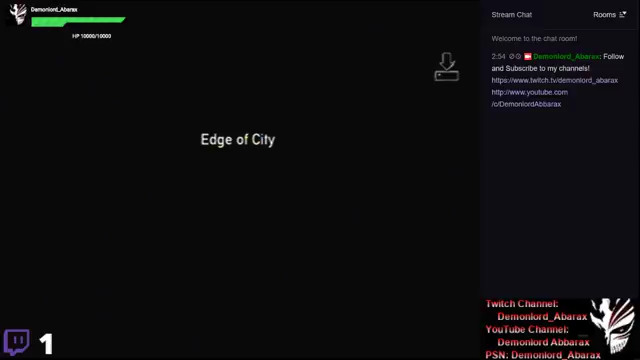 Demonlord_Abarax
HP 10000/10000
Edge of City
1
Stream Chat
Rooms
Welcome to the chat room!
2:54 Demonlord_Abarax: Follow
and Subscribe to my channels!
https://www.twitch.tv/demonlord_abarax
http://www.youtube.com
/c/DemonlordAbbarax
Twitch Channel:
Demonlord_Abarax
YouTube Channel:
Demonlord Abbarax
PSN: Demonlord_Abarax